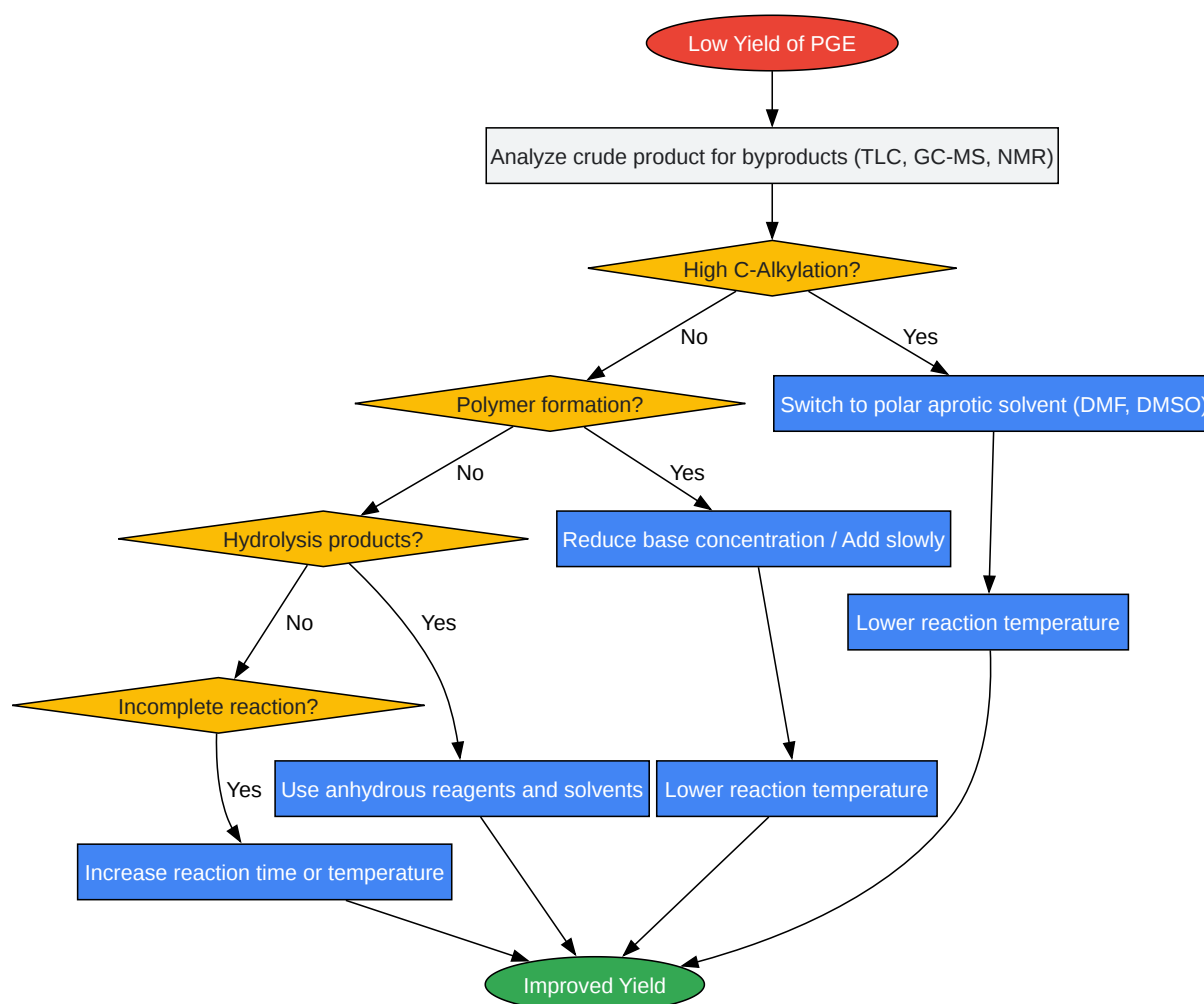 Low Yield of PGE
Analyze crude product for byproducts (TLC, GC-MS, NMR)
High C-Alkylation?
No
Yes
Polymer formation?
Switch to polar aprotic solvent (DMF, DMSO)
No
Yes
Hydrolysis products?
Reduce base concentration / Add slowly
No
Yes
Lower reaction temperature
Incomplete reaction?
Yes
Use anhydrous reagents and solvents
Lower reaction temperature
Increase reaction time or temperature
Improved Yield